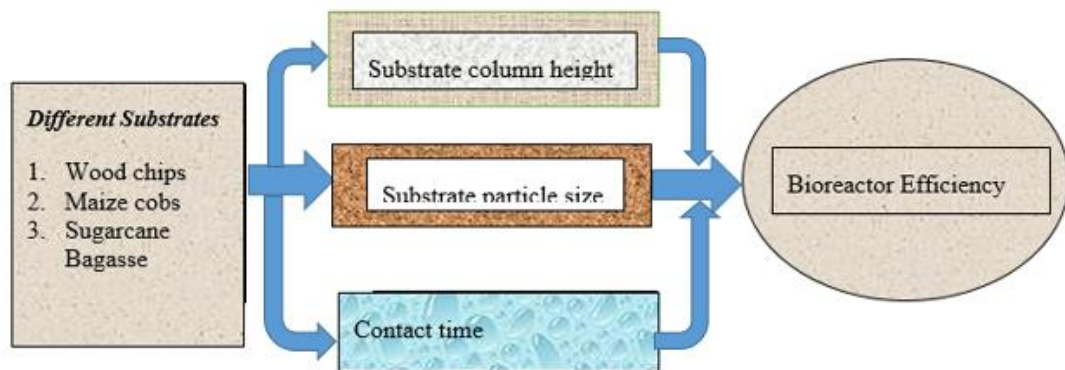 Different Substrates
1. Wood chips
2. Maize cobs
3. Sugarcane
Bagasse
Substrate column height
Substrate particle size
Contact time
Bioreactor Efficiency